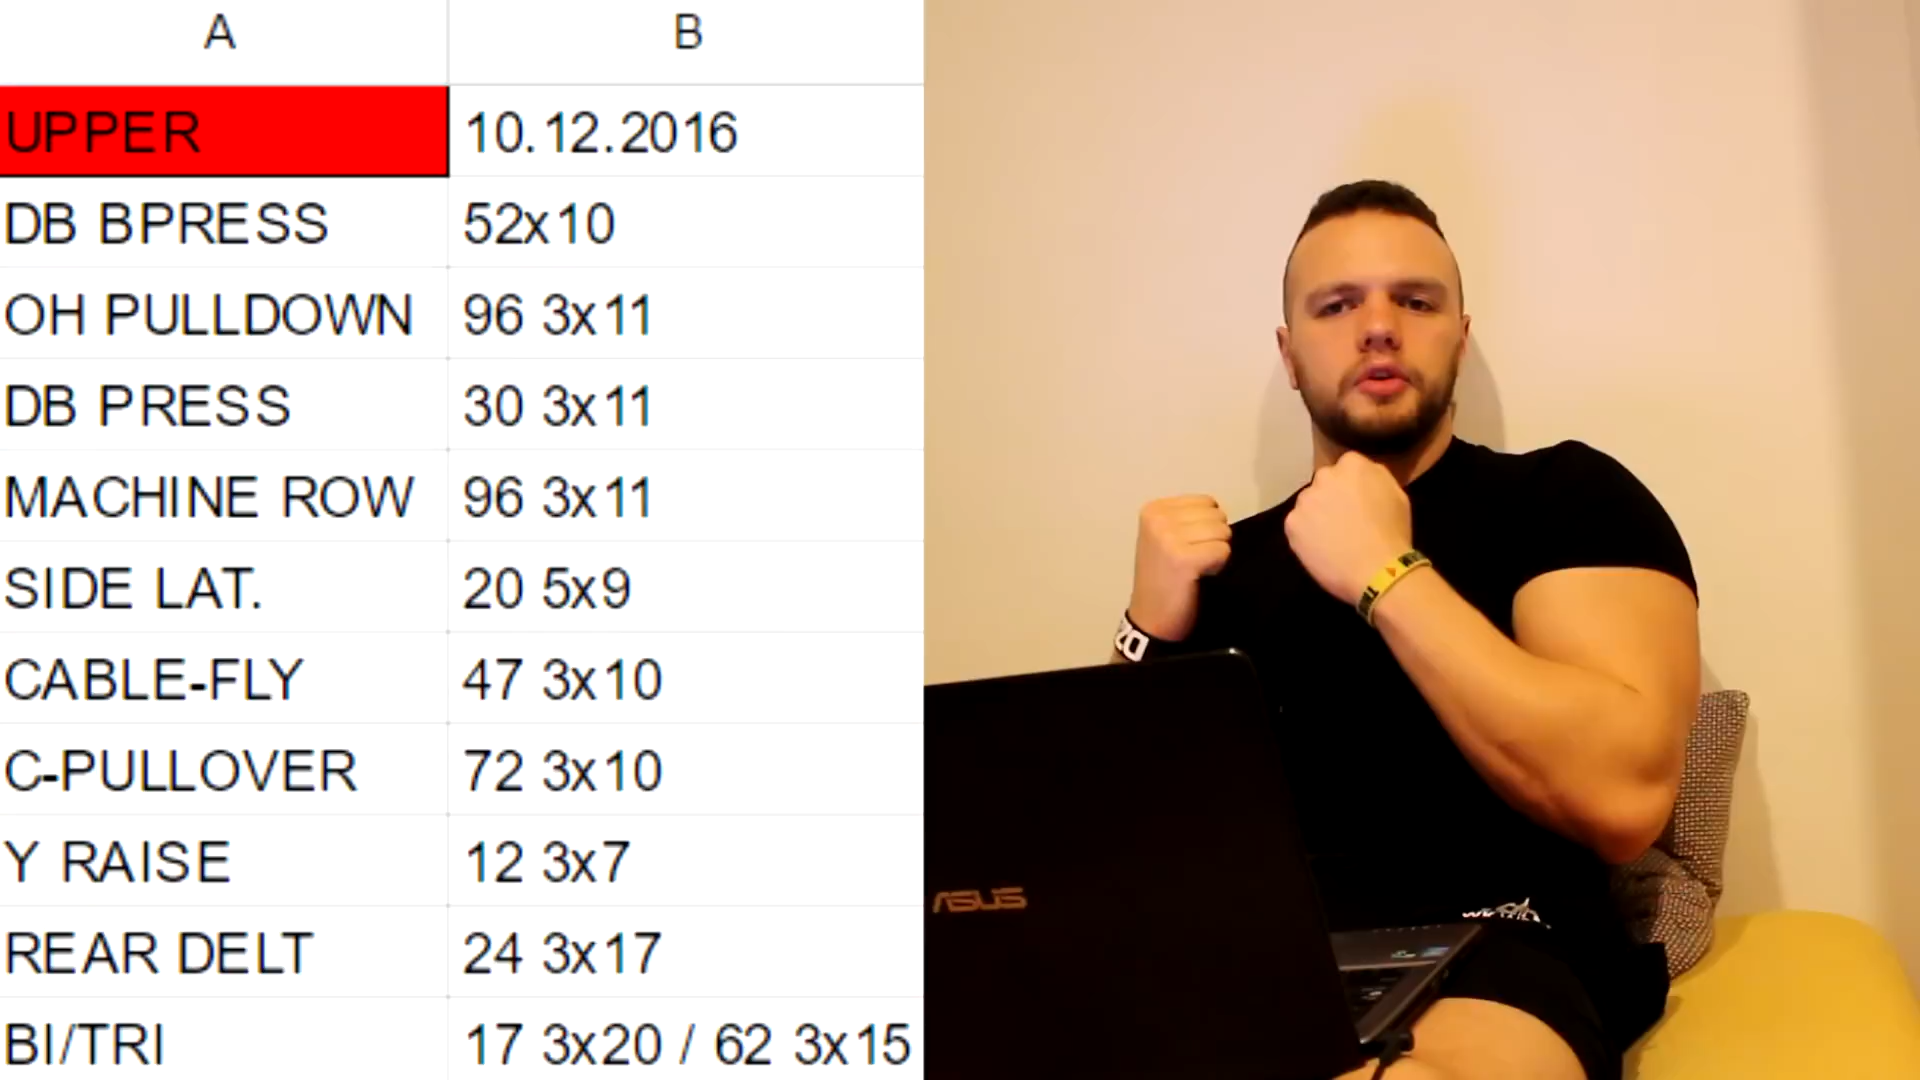 A B
UPPER 10.12.2016
DB BPRESS 52x10
OH PULLDOWN 96 3x11
DB PRESS 30 3x11
MACHINE ROW 96 3x11
SIDE LAT. 20 5x9
CABLE-FLY 47 3x10
C-PULLOVER 72 3x10
Y RAISE 12 3x7
REAR DELT 24 3x17
BI/TRI 17 3x20 / 62 3x15
ASUS